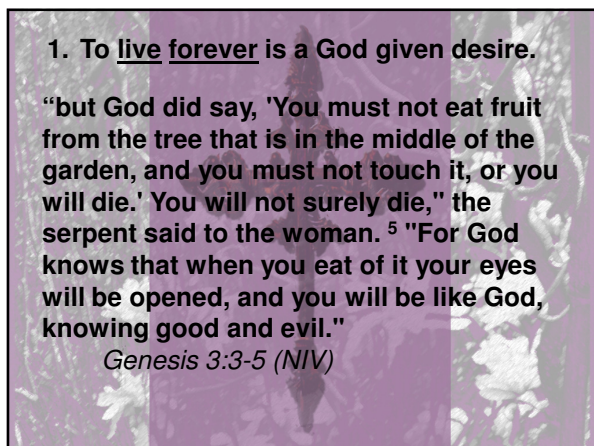 1. To live forever is a God given desire.
“but God did say, 'You must not eat fruit
from the tree that is in the middle of the
garden, and you must not touch it, or you
will die.' You will not surely die," the
serpent said to the woman. ⁵ "For God
knows that when you eat of it your eyes
will be opened, and you will be like God,
knowing good and evil."
Genesis 3:3-5 (NIV)